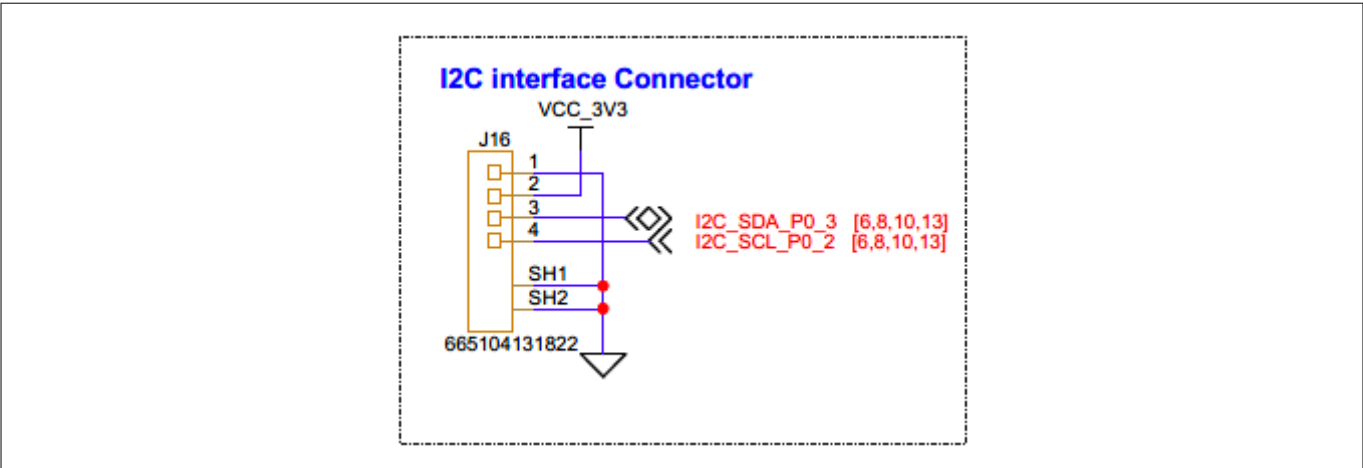 I2C interface Connector
VCC_3V3
J16
1
2
3
I2C_SDA_P0_3 [6,8,10,13]
4
I2C_SCL_P0_2 [6,8,10,13]
SH1
SH2
665104131822